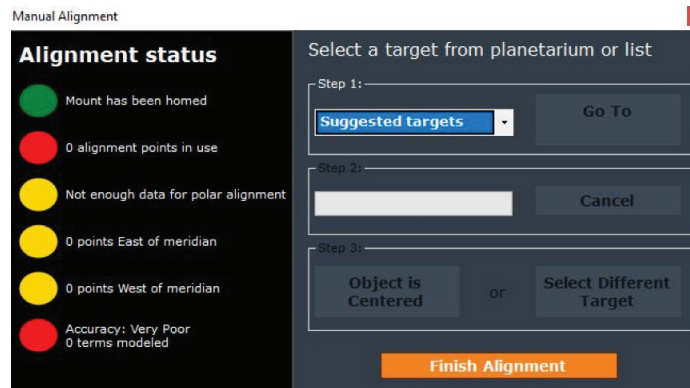 Manual Alignment
Alignment status
Mount has been homed
0 alignment points in use
Not enough data for polar alignment
0 points East of meridian
0 points West of meridian
Accuracy: Very Poor
0 terms modeled
Select a target from planetarium or list
Step 1:
Suggested targets
Go To
Step 2:
Cancel
Step 3:
Object is
Centered
or
Select Different
Target
Finish Alignment